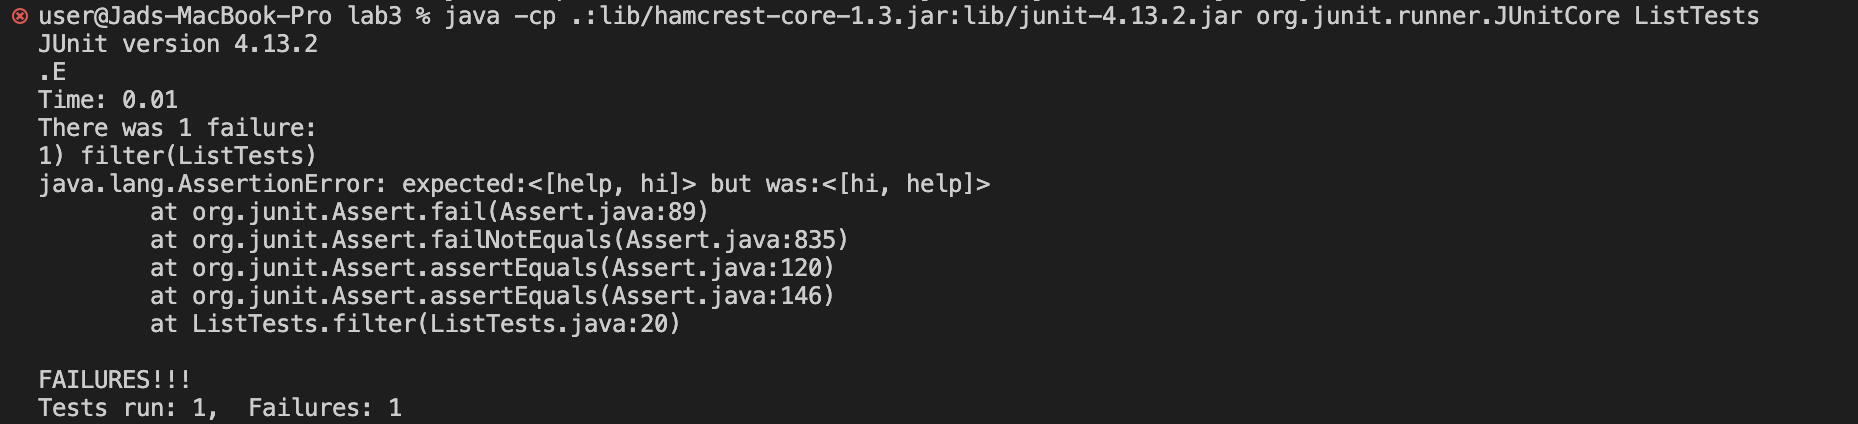 user@Jads-MacBook-Pro lab3 % java -cp .:lib/hamcrest-core-1.3.jar:lib/junit-4.13.2.jar org.junit.runner.JUnitCore ListTests
JUnit version 4.13.2
.E
Time: 0.01
There was 1 failure:
1) filter(ListTests)
java.lang.AssertionError: expected:<[help, hi]> but was:<[hi, help]>
        at org.junit.Assert.fail(Assert.java:89)
        at org.junit.Assert.failNotEquals(Assert.java:835)
        at org.junit.Assert.assertEquals(Assert.java:120)
        at org.junit.Assert.assertEquals(Assert.java:146)
        at ListTests.filter(ListTests.java:20)

FAILURES!!!
Tests run: 1,  Failures: 1